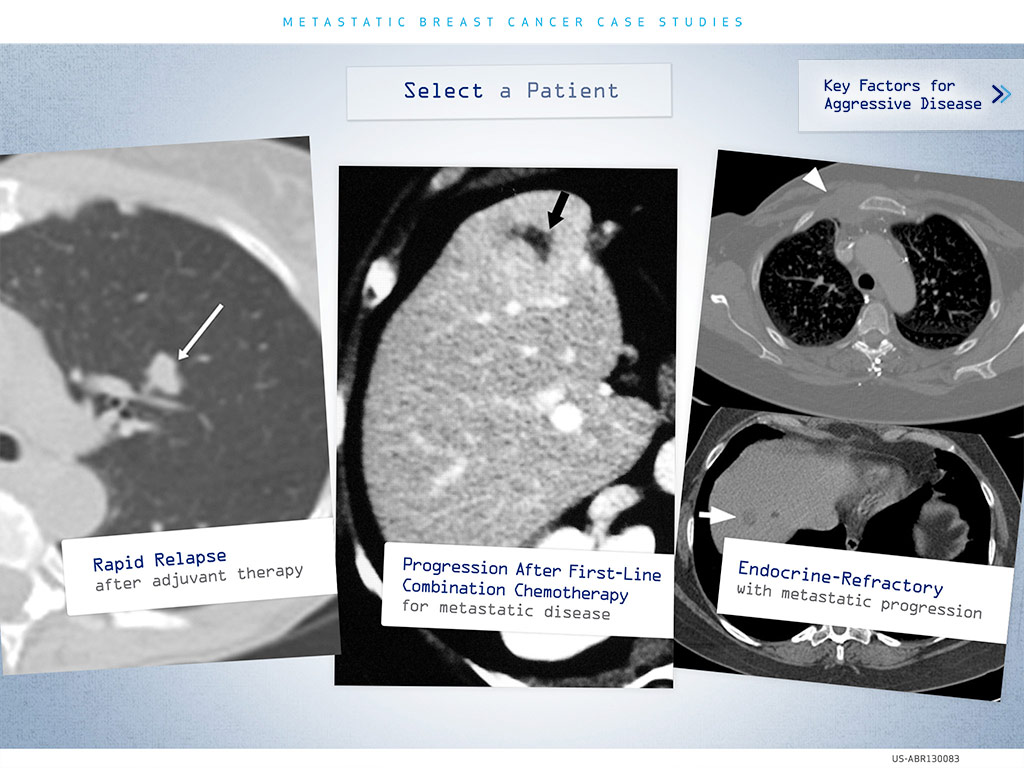 METASTATIC BREAST CANCER CASE STUDIES
Select a Patient
Key Factors for
Aggressive Disease
Rapid Relapse
after adjuvant therapy
Progression After First-Line
Combination Chemotherapy
for metastatic disease
Endocrine-Refractory
with metastatic progression
US-ABR130083